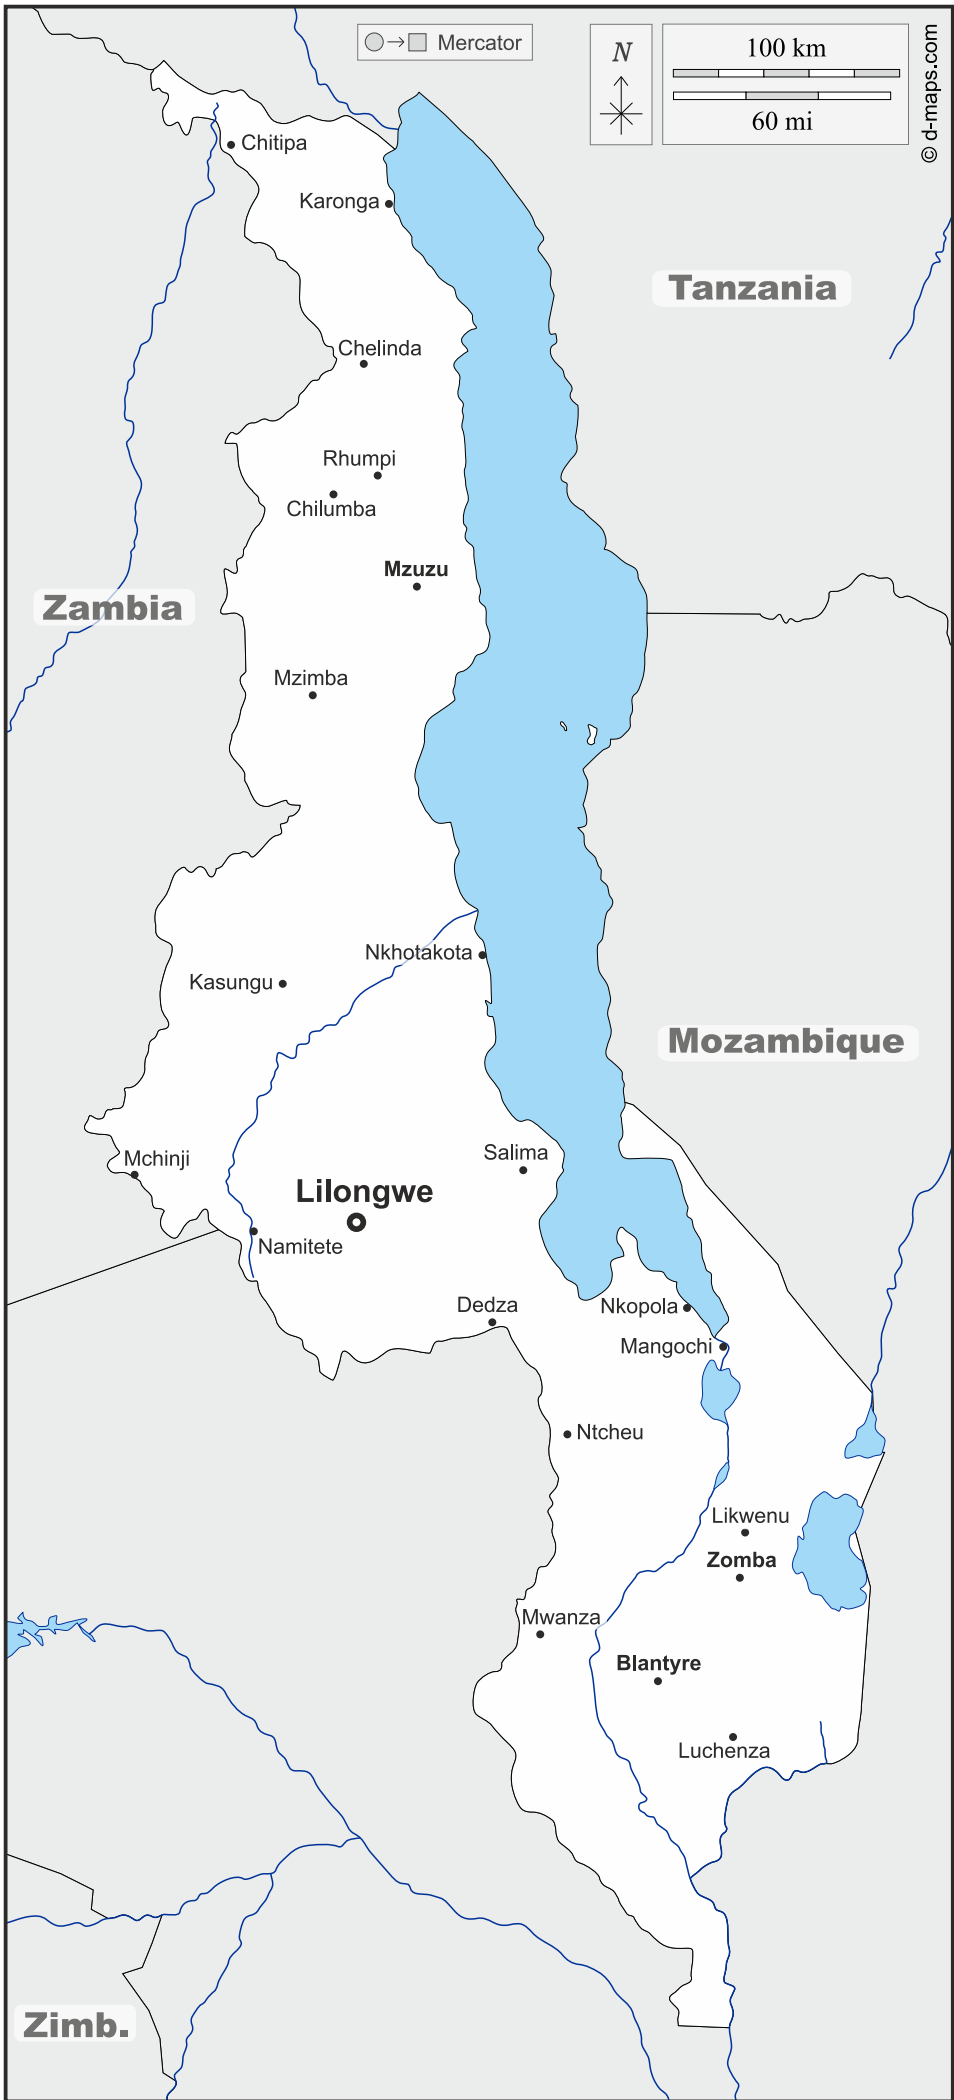 Mercator
N
100 km
60 mi
© d-maps.com
Chitipa
Karonga
Tanzania
Chelinda
Rhumpi
Chilumba
Mzuzu
Zambia
Mzimba
Nkhotakota
Kasungu
Mozambique
Salima
Mchinji
Lilongwe
Namitete
Dedza
Nkopola
Mangochi
Ntcheu
Likwenu
Zomba
Mwanza
Blantyre
Luchenza
Zimb.